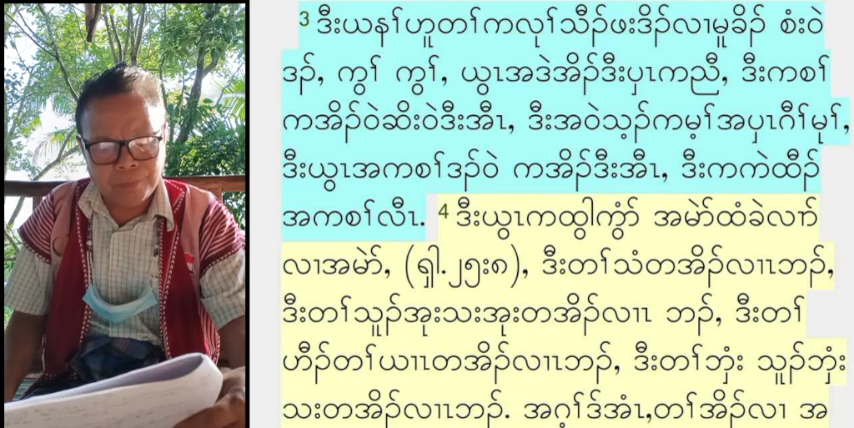 3 ဒီးယနၢ်ဟူတၢ်ကလုၢ်သီၣ်ဖးဒိၣ်လၢမူခိၣ် စံးဝဲ
ဒၣ်, ကွၢ် ကွၢ်, ယွၤအဒဲအိၣ်ဒီးပှၤကညီ, ဒီးကစၢ်
ကအိၣ်ဝဲဆိးဝဲဒီးအီၤ, ဒီးအဝဲသ့ၣ်ကမ့ၢ်အပှၤဂီၢ်မုၢ်,
ဒီးယွၤအကစၢ်ဒၣ်ဝဲ ကအိၣ်ဒီးအီၤ, ဒီးကကဲထီၣ်
အကစၢ်လီၤ. 4 ဒီးယွၤကထွါကွံာ် အမဲာ်ထံခဲလၢာ်
လၢအမဲာ်, (ရှါ.၂၅း၈), ဒီးတၢ်သံတအိၣ်လၢၤဘၣ်,
ဒီးတၢ်သူၣ်အုးသးအုးတအိၣ်လၢၤ ဘၣ်, ဒီးတၢ်
ဟီၣ်တၢ်ယၢၤတအိၣ်လၢၤဘၣ်, ဒီးတၢ်ဘှံး သူၣ်ဘှံး
သးတအိၣ်လၢၤဘၣ်. အဂ့ၢ်ဒ်အံၤ,တၢ်အိၣ်လၢ အ